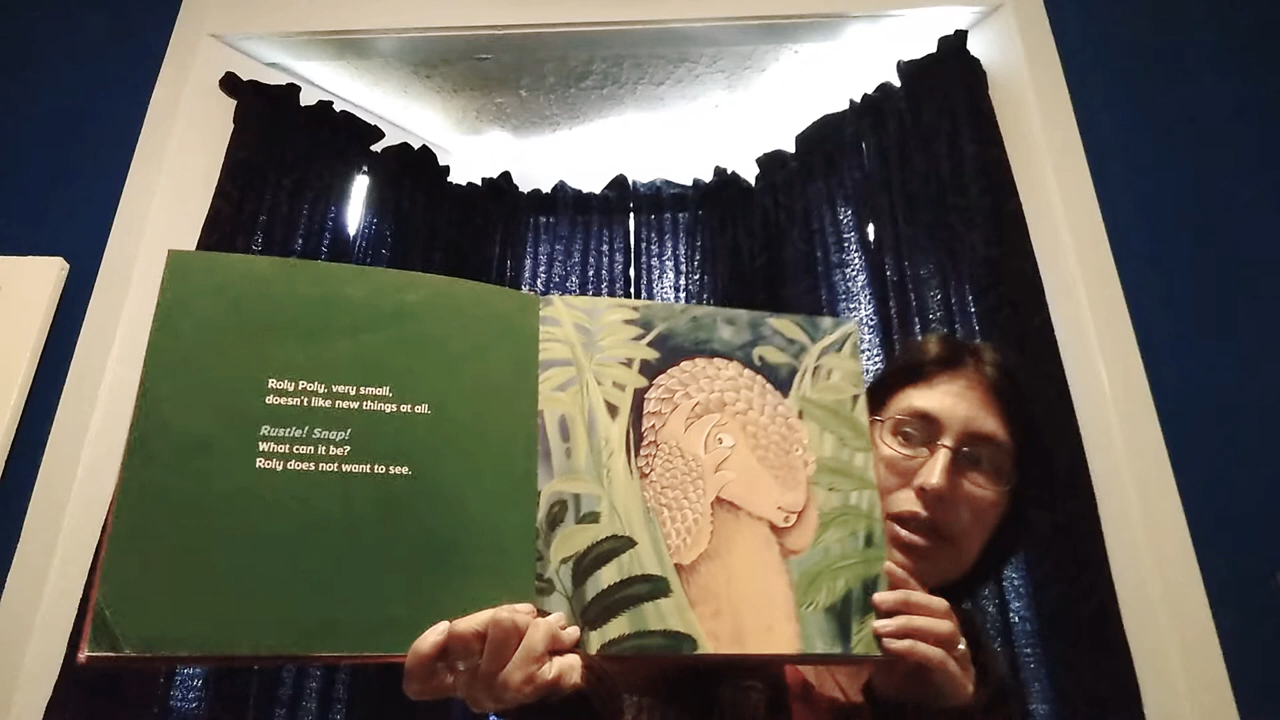 Roly Poly, very small,
doesn't like new things at all.
Rustle! Snap!
What can it be?
Roly does not want to see.